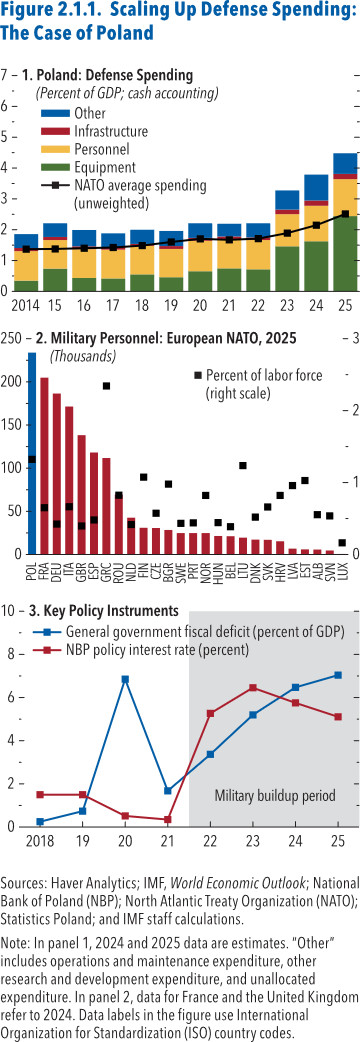 Figure 2.1.1. Scaling Up Defense Spending:
The Case of Poland
1. Poland: Defense Spending
(Percent of GDP; cash accounting)
Other
Infrastructure
Personnel
Equipment
NATO average spending
(unweighted)
7
6
5
4
3
2
1
0
2014 15 16 17 18 19 20 21 22 23 24 25
2. Military Personnel: European NATO, 2025
(Thousands)
Percent of labor force
(right scale)
250
200
150
100
50
0
3
2
1
0
POL FRA DEU ITA GBR ESP GRC ROU NLD FIN CZE BGR SWE PRT NOR HUN BEL LTU DNK SVK HRV LVA EST ALB SVN LUX
3. Key Policy Instruments
General government fiscal deficit (percent of GDP)
NBP policy interest rate (percent)
Military buildup period
10
8
6
4
2
0
2018 19 20 21 22 23 24 25
Sources: Haver Analytics; IMF, World Economic Outlook; National
Bank of Poland (NBP); North Atlantic Treaty Organization (NATO);
Statistics Poland; and IMF staff calculations.
Note: In panel 1, 2024 and 2025 data are estimates. “Other”
includes operations and maintenance expenditure, other
research and development expenditure, and unallocated
expenditure. In panel 2, data for France and the United Kingdom
refer to 2024. Data labels in the figure use International
Organization for Standardization (ISO) country codes.